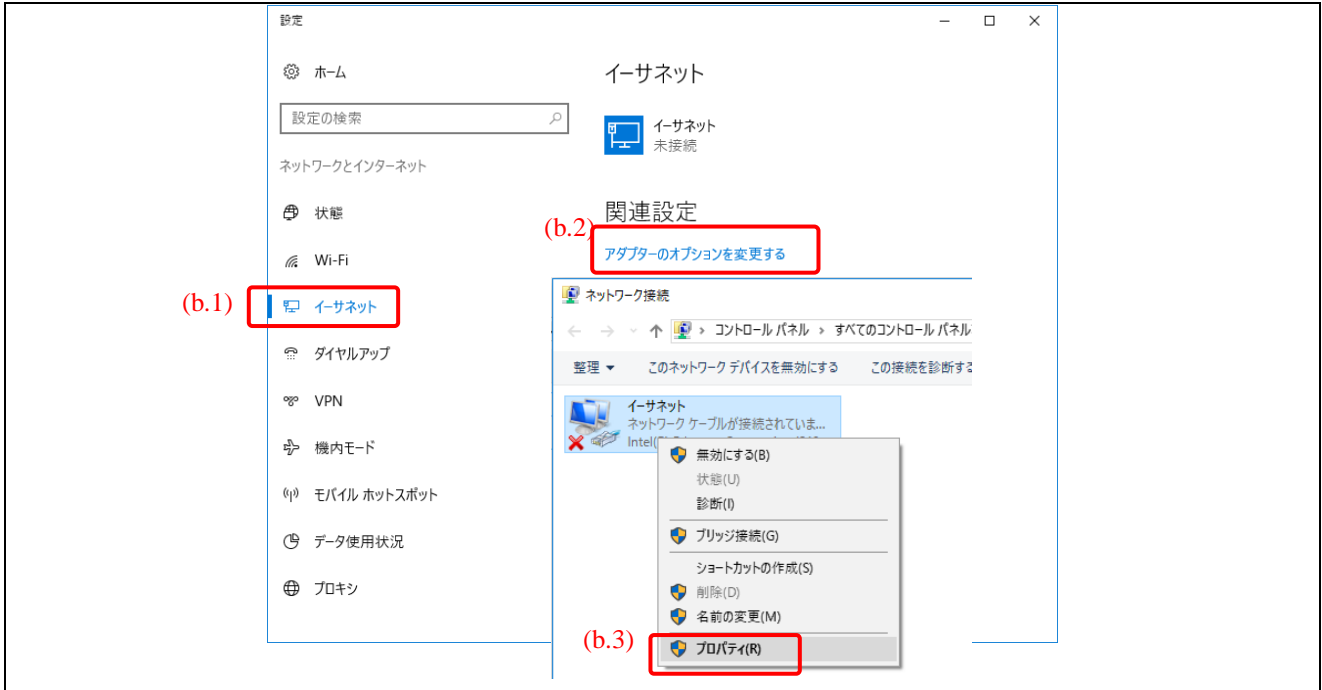 設定
ホーム
設定の検索
ネットワークとインターネット
状態
Wi-Fi
(b.1)
イーサネット
ダイヤルアップ
VPN
機内モード
モバイル ホットスポット
データ使用状況
プロキシ
イーサネット
イーサネット
未接続
関連設定
(b.2)
アダプターのオプションを変更する
ネットワーク接続
コントロール パネル › すべてのコントロール パネル
整理 このネットワーク デバイスを無効にする この接続を診断する
イーサネット
ネットワーク ケーブルが接続されていま...
無効にする(B)
状態(U)
診断(I)
ブリッジ接続(G)
ショートカットの作成(S)
削除(D)
名前の変更(M)
(b.3)
プロパティ(R)